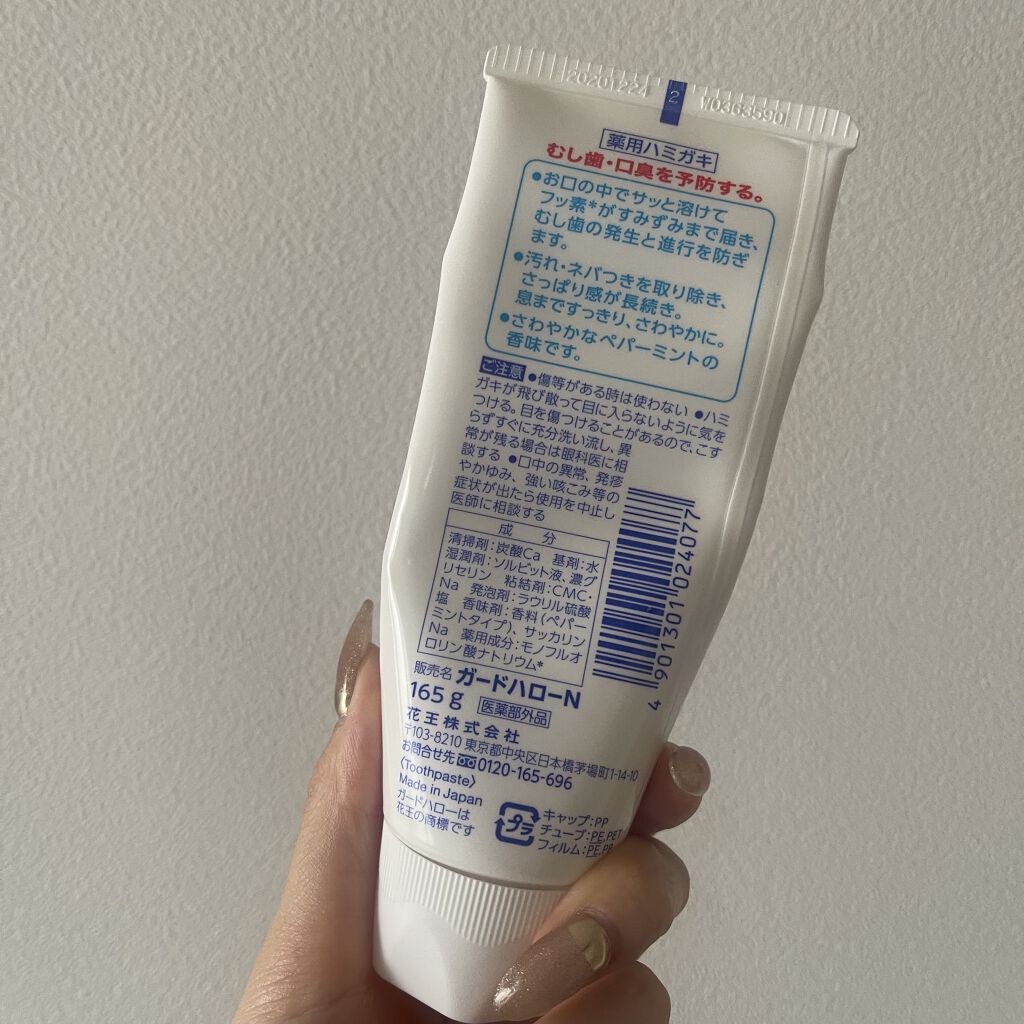 20201224 2 W0363590
薬用ハミガキ
むし歯・口臭を予防する。
●お口の中でサッと溶けて
フッ素*がすみずみまで届き、
むし歯の発生と進行を防ぎ
ます。
●汚れ・ネバつきを取り除き、
さっぱり感が長続き。
息まですっきり、さわやかに。
●さわやかなペパーミントの
香味です。
ご注意 ●傷等がある時は使わない ●ハミ
ガキが飛び散って目に入らないように気を
つける。目を傷つけることがあるので、こす
らずすぐに充分洗い流し、異
常が残る場合は眼科医に相
談する ●口中の異常、発疹
やかゆみ、強い咳こみ等の
症状が出たら使用を中止し
医師に相談する
成 分
清掃剤：炭酸Ca 基剤：水
湿潤剤：ソルビット液、濃グ
リセリン 粘結剤：CMC・
Na 発泡剤：ラウリル硫酸
塩 香味剤：香料(ペパー
ミントタイプ)、サッカリン
Na 薬用成分：モノフルオ
ロリン酸ナトリウム*
4 901301 024077
販売名 ガードハローN
165g 医薬部外品
花王株式会社
〒103-8210 東京都中央区日本橋茅場町1-14-10
お問合せ先 0120-165-696
〈Toothpaste〉
Made in Japan
ガードハローは
花王の商標です
プラ
キャップ：PP
チューブ：PE,PET
フィルム：PE,PP